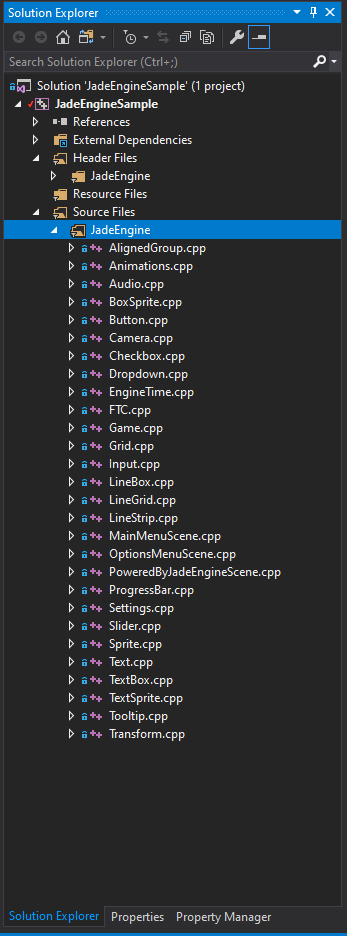 Solution Explorer
Search Solution Explorer (Ctrl+;)
Solution 'JadeEngineSample' (1 project)
JadeEngineSample
References
External Dependencies
Header Files
JadeEngine
Resource Files
Source Files
JadeEngine
AlignedGroup.cpp
Animations.cpp
Audio.cpp
BoxSprite.cpp
Button.cpp
Camera.cpp
Checkbox.cpp
Dropdown.cpp
EngineTime.cpp
FTC.cpp
Game.cpp
Grid.cpp
Input.cpp
LineBox.cpp
LineGrid.cpp
LineStrip.cpp
MainMenuScene.cpp
OptionsMenuScene.cpp
PoweredByJadeEngineScene.cpp
ProgressBar.cpp
Settings.cpp
Slider.cpp
Sprite.cpp
Text.cpp
TextBox.cpp
TextSprite.cpp
Tooltip.cpp
Transform.cpp
Solution Explorer Properties Property Manager